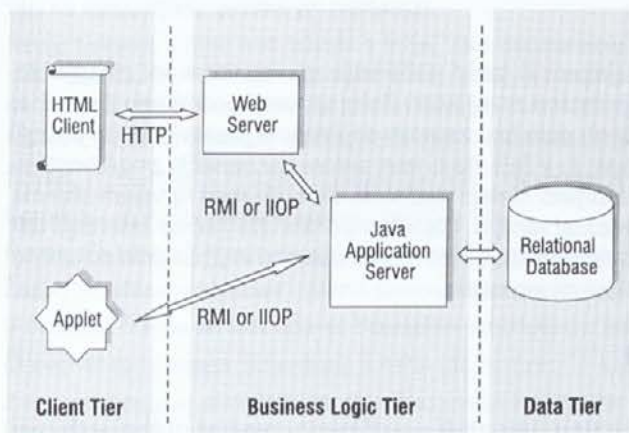 HTML
Client
HTTP
Web
Server
RMI or IIOP
Java
Application
Server
Relational
Database
Applet
RMI or IIOP
Client Tier
Business Logic Tier
Data Tier